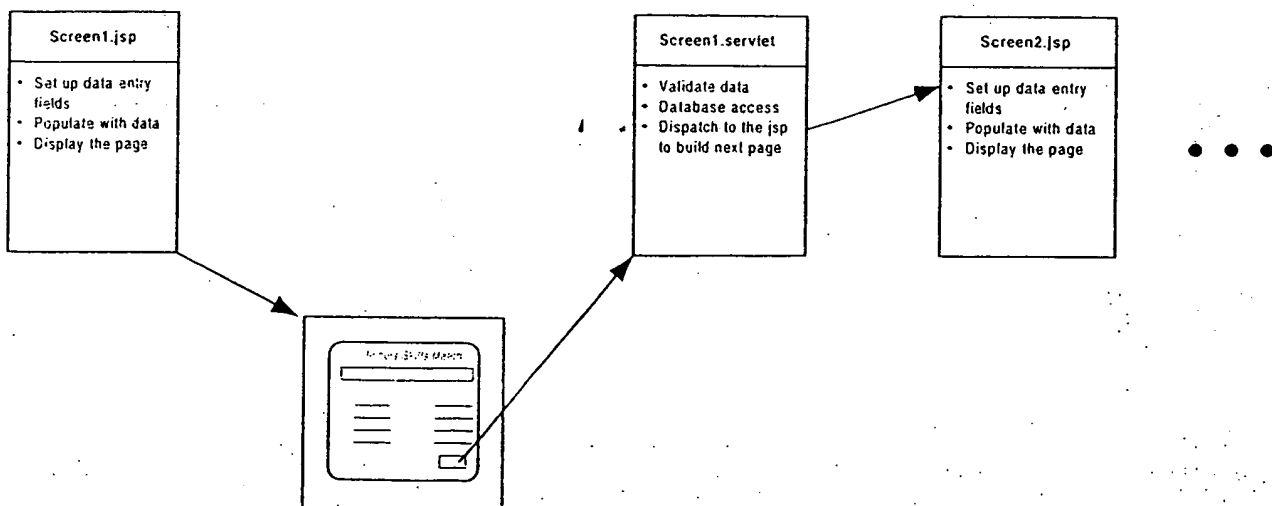 Screen1.jsp
• Set up data entry
fields
• Populate with data
• Display the page
Screen1.servlet
• Validate data
• Database access
• Dispatch to the jsp
to build next page
Screen2.jsp
• Set up data entry
fields
• Populate with data
• Display the page
Skills Match